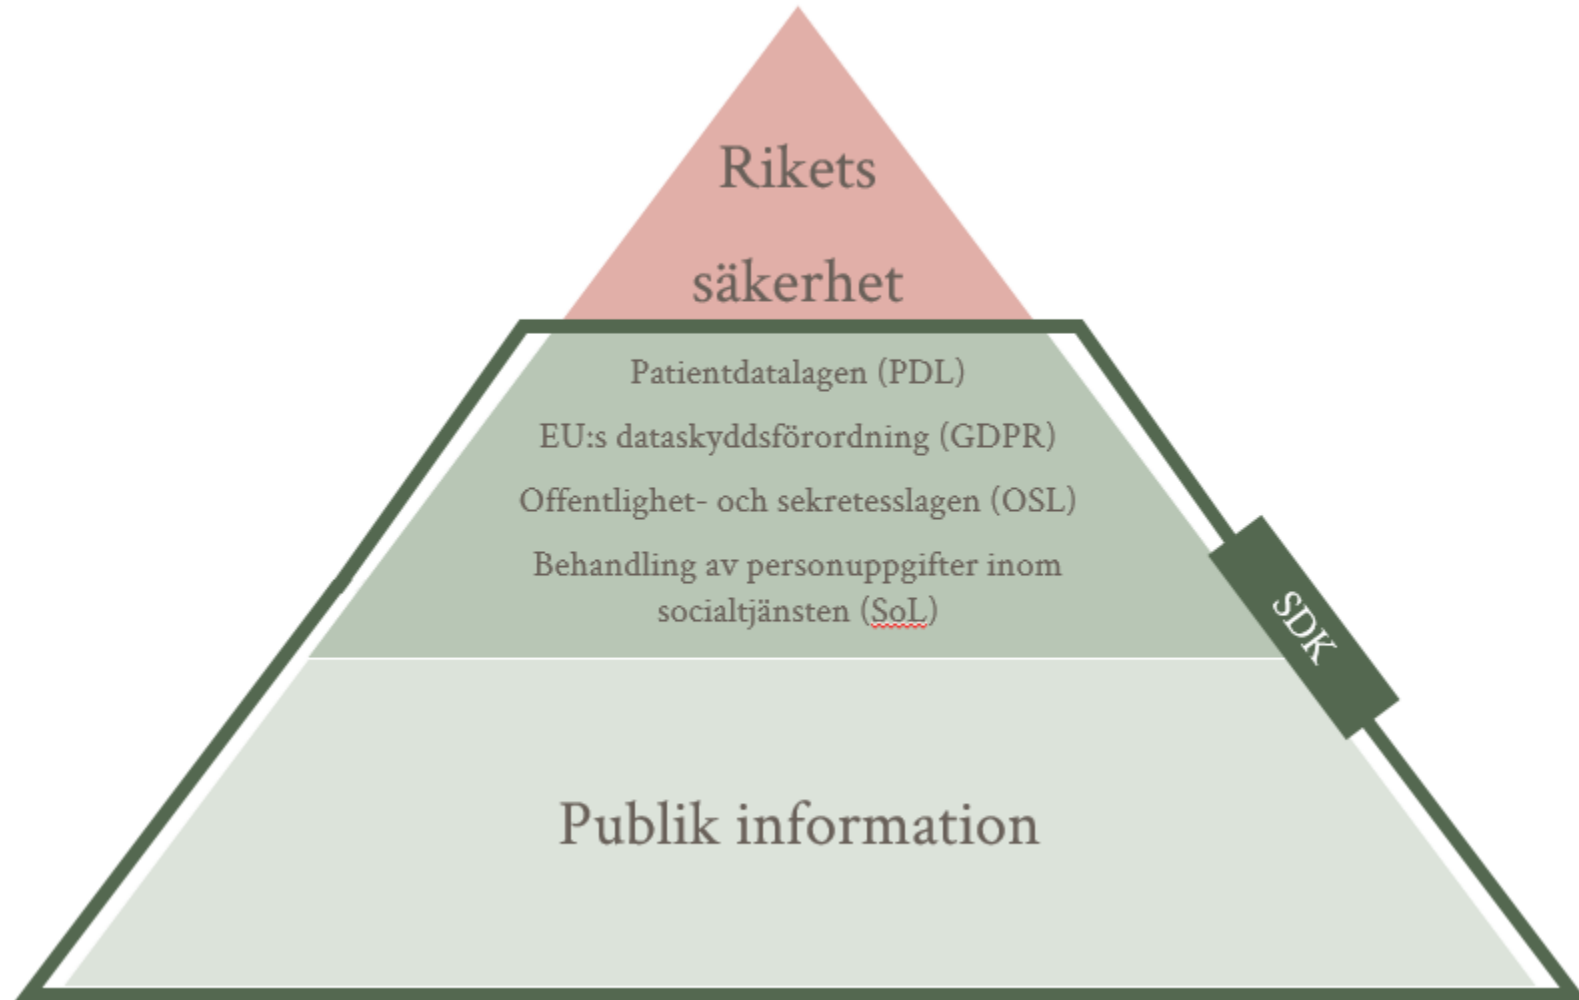 Rikets
säkerhet
Patientdatalagen (PDL)
EU:s dataskyddsförordning (GDPR)
Offentlighet- och sekretesslagen (OSL)
Behandling av personuppgifter inom
socialtjänsten (SoL)
SDK
Publik information